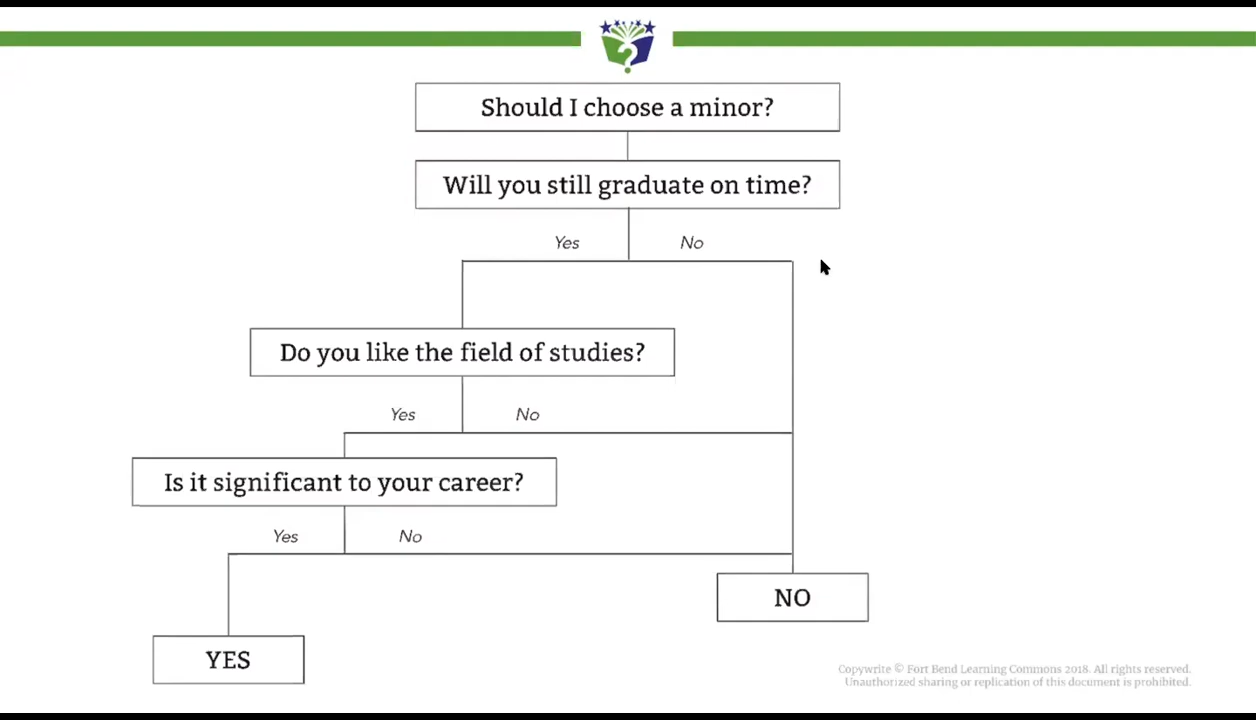 Should I choose a minor?
Will you still graduate on time?
Yes
No
Do you like the field of studies?
Yes
No
Is it significant to your career?
Yes
No
NO
YES
Copywrite © Fort Bend Learning Commons 2018. All rights reserved.
Unauthorized sharing or replication of this document is prohibited.